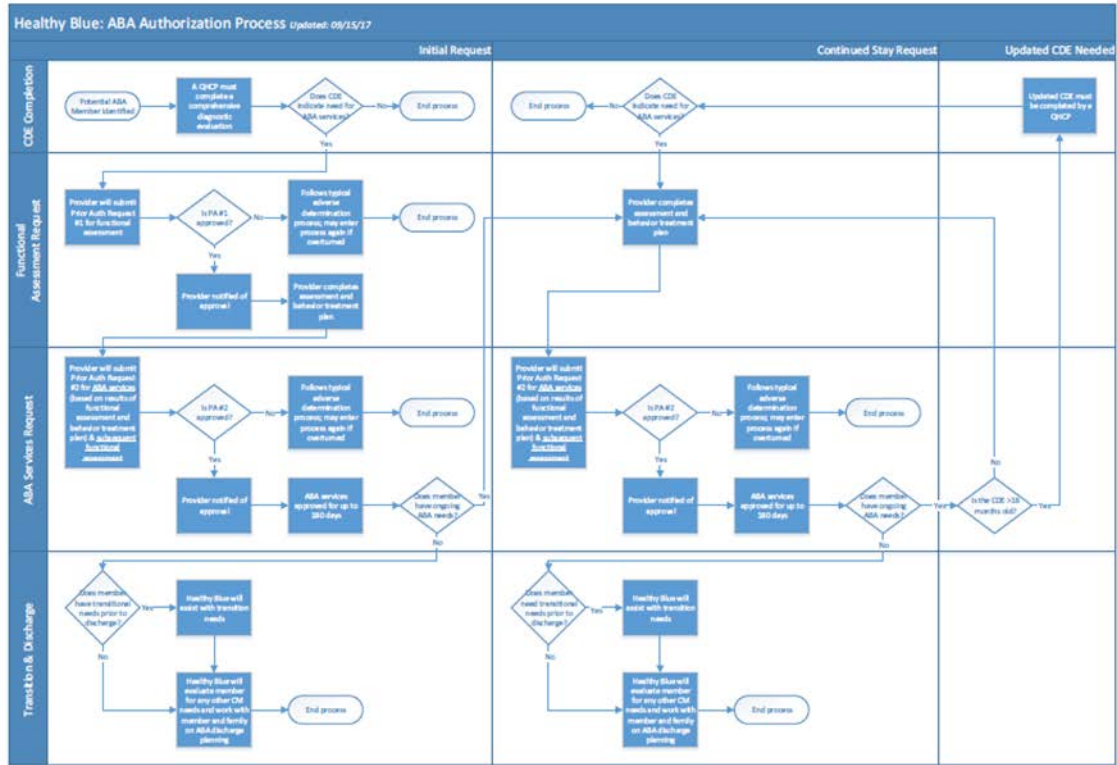 Healthy Blue: ABA Authorization Process Updated: 09/15/17
Initial Request
Continued Stay Request
Updated CDE Needed
CDE Completion
Potential ABA
Member Identified
A QHCP must
complete a
comprehensive
diagnostic
evaluation
Does CDE
indicate need for
ABA services?
No
End process
Yes
End process
No
Does CDE
indicate need for
ABA services?
Yes
Updated CDE must
be completed by a
QHCP
Functional
Assessment Request
Provider will submit
Prior Auth Request
#1 for functional
assessment
Is PA #1
approved?
No
Follows typical
adverse
determination
process; may enter
process again if
overturned
End process
Yes
Provider notified of
approval
Provider completes
assessment and
behavior treatment
plan
Provider completes
assessment and
behavior treatment
plan
ABA Services Request
Provider will submit
Prior Auth Request
#2 for ABA services
(based on results of
functional
assessment and
behavior treatment
plan) & subsequent
functional
assessment
Is PA #2
approved?
No
Follows typical
adverse
determination
process; may enter
process again if
overturned
End process
Yes
Provider notified of
approval
ABA services
approved for up to
180 days
Does member
have ongoing
ABA needs?
Yes
No
Provider will submit
Prior Auth Request
#2 for ABA services
(based on results of
functional
assessment and
behavior treatment
plan) & subsequent
functional
assessment
Is PA #2
approved?
No
Follows typical
adverse
determination
process; may enter
process again if
overturned
End process
Yes
Provider notified of
approval
ABA services
approved for up to
180 days
Does member
have ongoing
ABA needs?
Yes
No
Is the CDE
months old?
No
Yes
Transition & Discharge
Does member
have transitional
needs prior to
discharge?
Yes
Healthy Blue will
assist with transition
needs
No
Healthy Blue will
evaluate member
for any other CM
needs and work with
member and family
on ABA discharge
planning
End process
Does member
need transitional
needs prior to
discharge?
Yes
Healthy Blue will
assist with transition
needs
No
Healthy Blue will
evaluate member
for any other CM
needs and work with
member and family
on ABA discharge
planning
End process